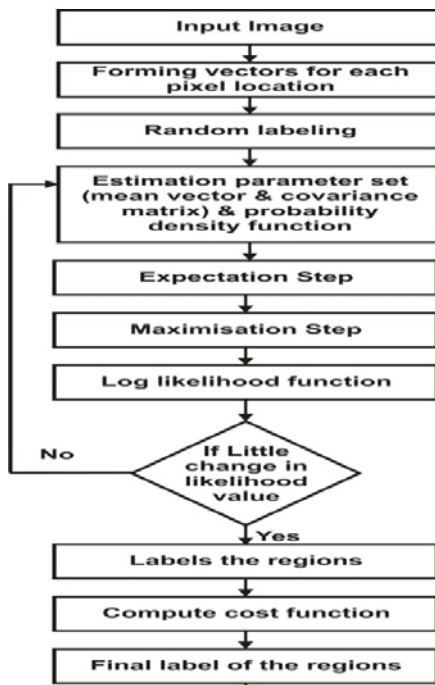 Input Image
Forming vectors for each
pixel location
Random labeling
Estimation parameter set
(mean vector & covariance
matrix) & probability
density function
Expectation Step
Maximisation Step
Log likelihood function
If Little
change in
likelihood
value
No
Yes
Labels the regions
Compute cost function
Final label of the regions